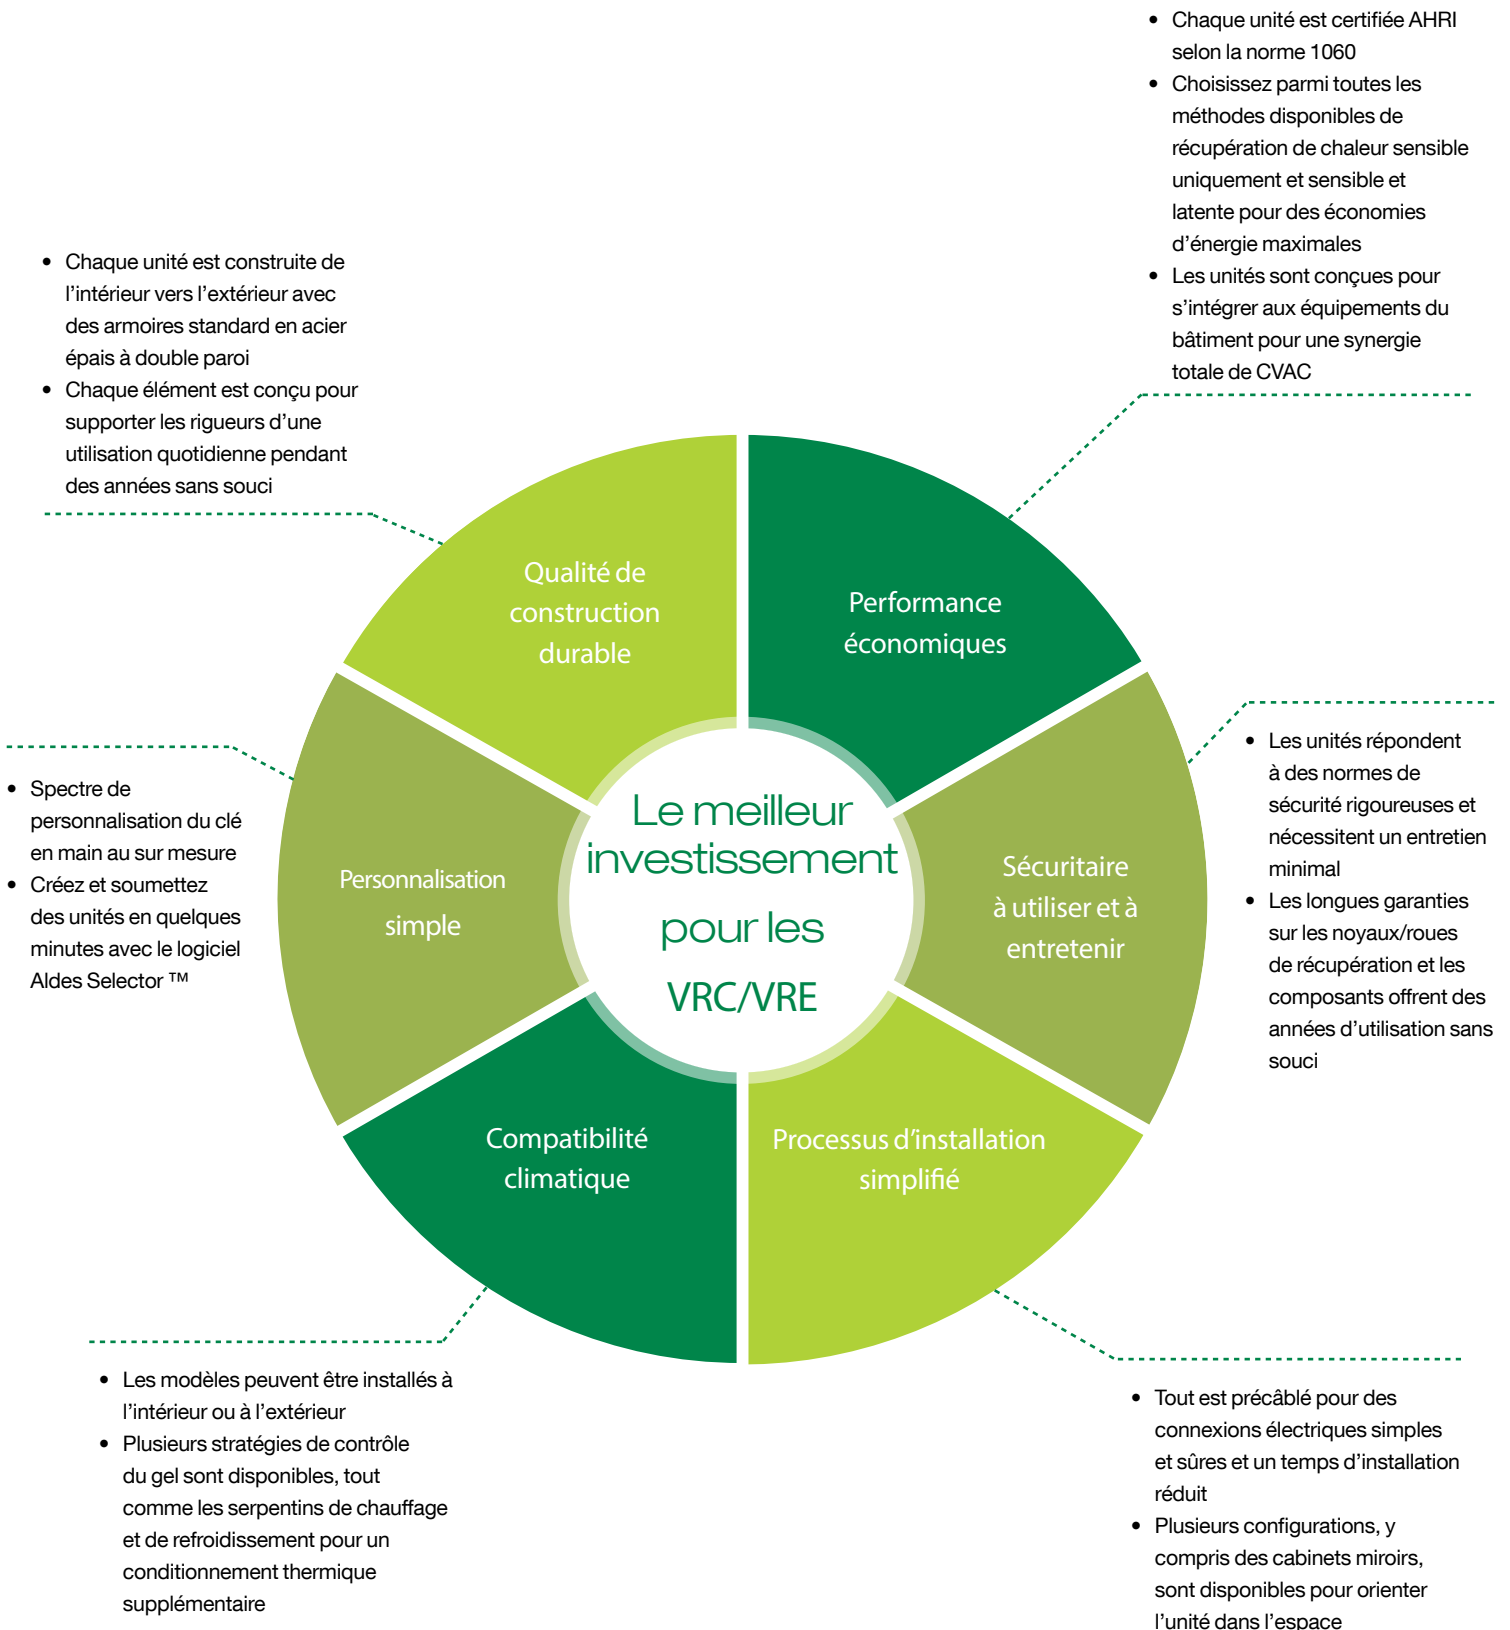 • Chaque unité est certifiée AHRI
selon la norme 1060
• Choisissez parmi toutes les
méthodes disponibles de
récupération de chaleur sensible
uniquement et sensible et
latente pour des économies
d’énergie maximales
• Les unités sont conçues pour
s’intégrer aux équipements du
bâtiment pour une synergie
totale de CVAC
• Chaque unité est construite de
l’intérieur vers l’extérieur avec
des armoires standard en acier
épais à double paroi
• Chaque élément est conçu pour
supporter les rigueurs d’une
utilisation quotidienne pendant
des années sans souci
Qualité de
construction
durable
Performance
économiques
• Spectre de
personnalisation du clé
en main au sur mesure
• Créez et soumettez
des unités en quelques
minutes avec le logiciel
Aldes Selector ™
Personnalisation
simple
Le meilleur
investissement
pour les
VRC/VRE
Sécuritaire
à utiliser et à
entretenir
• Les unités répondent
à des normes de
sécurité rigoureuses et
nécessitent un entretien
minimal
• Les longues garanties
sur les noyaux/roues
de récupération et les
composants offrent des
années d’utilisation sans
souci
Compatibilité
climatique
Processus d’installation
simplifié
• Les modèles peuvent être installés à
l’intérieur ou à l’extérieur
• Plusieurs stratégies de contrôle
du gel sont disponibles, tout
comme les serpentins de chauffage
et de refroidissement pour un
conditionnement thermique
supplémentaire
• Tout est précâblé pour des
connexions électriques simples
et sûres et un temps d’installation
réduit
• Plusieurs configurations, y
compris des cabinets miroirs,
sont disponibles pour orienter
l’unité dans l’espace